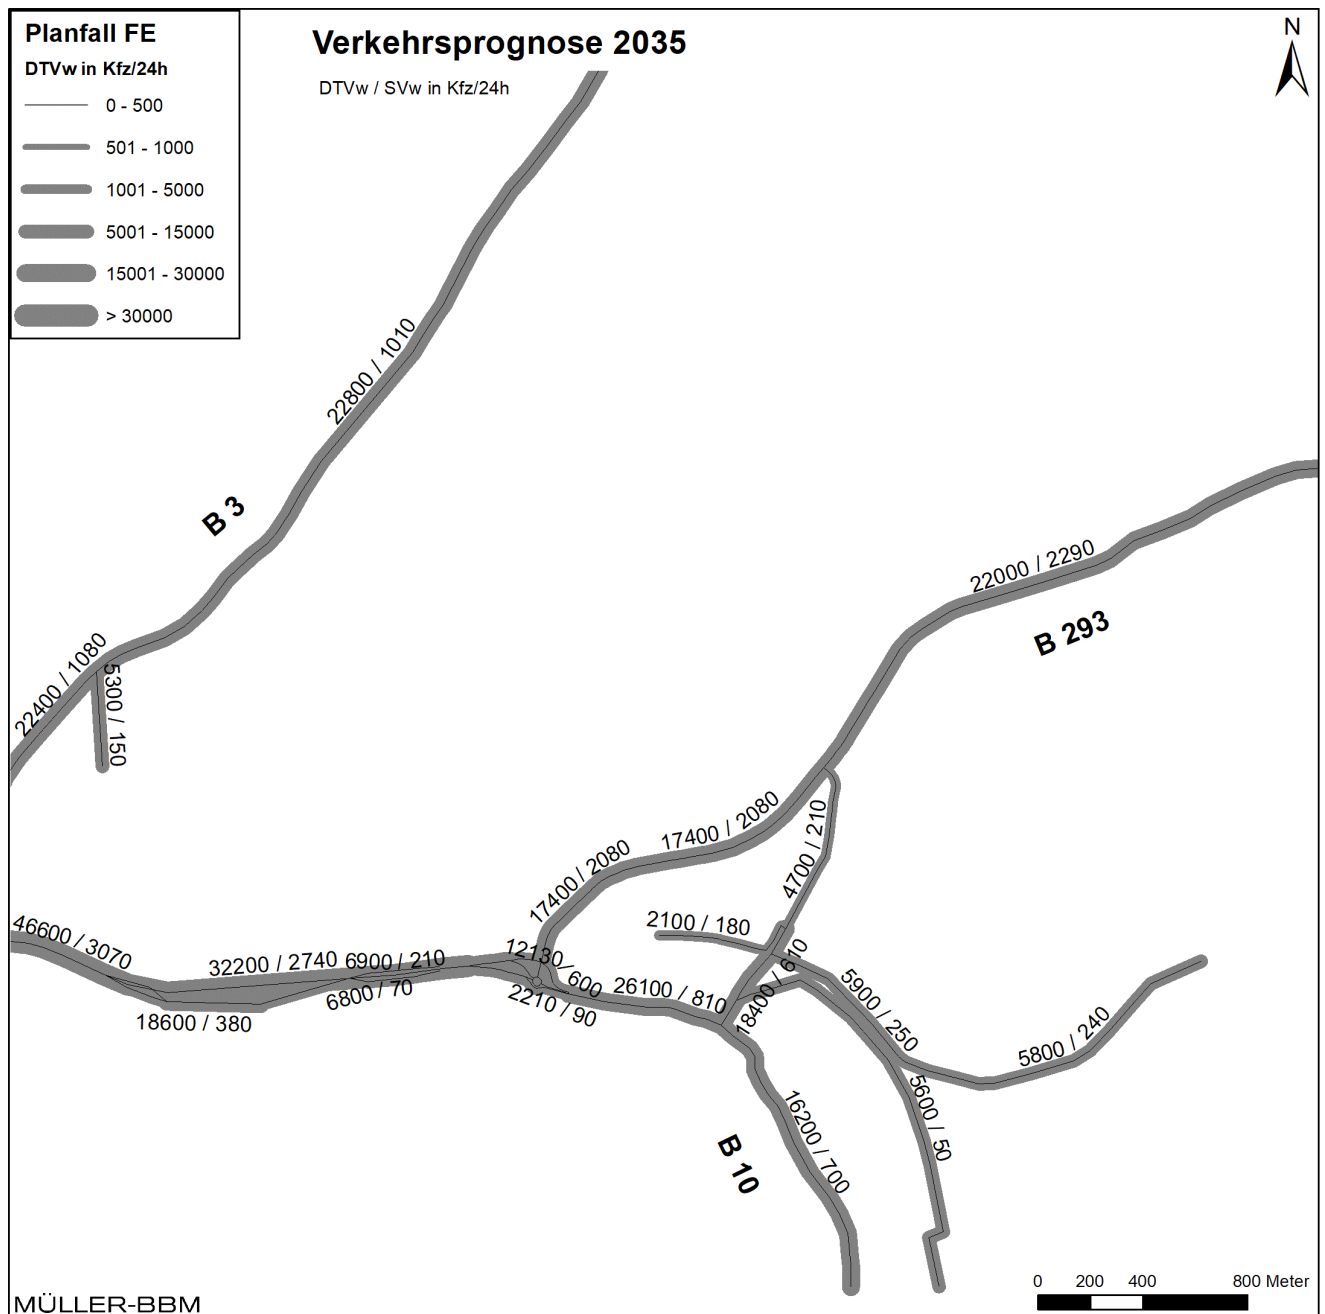 Planfall FE
DTVw in Kfz/24h
0 - 500
501 - 1000
1001 - 5000
5001 - 15000
15001 - 30000
> 30000
Verkehrsprognose 2035
DTVw / SVw in Kfz/24h
N
22800 / 1010
B 3
22000 / 2290
B 293
22400 / 1080
5300 / 150
17400 / 2080
4700 / 210
17400 / 2080
2100 / 180
46600 / 3070
32200 / 2740
6900 / 210
12130 / 600
26100 / 810
18400 / 610
5900 / 250
6800 / 70
2210 / 90
18600 / 380
5800 / 240
5600 / 50
16200 / 700
B 10
0 200 400 800 Meter
MÜLLER-BBM